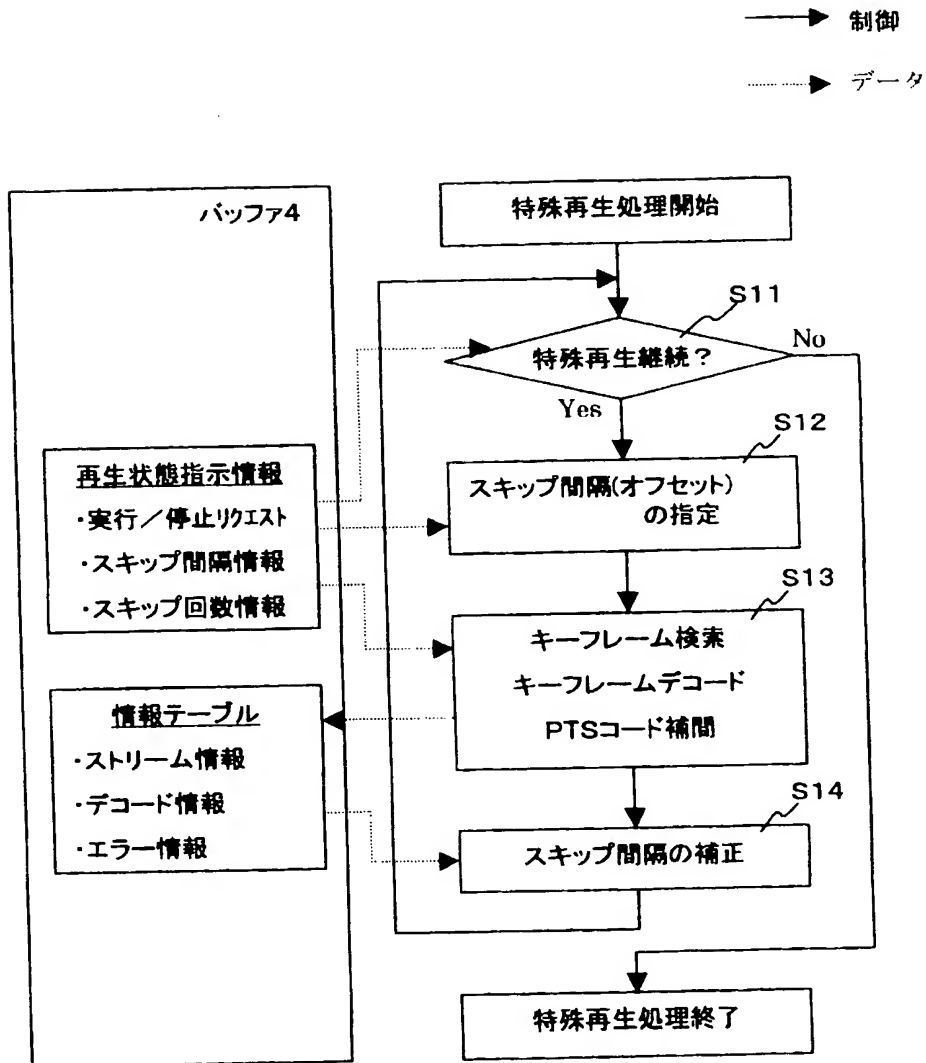 制御
データ
バッファ4
再生状態指示情報
・実行／停止リクエスト
・スキップ間隔情報
・スキップ回数情報
情報テーブル
・ストリーム情報
・デコード情報
・エラー情報
特殊再生処理開始
S11
特殊再生継続？
No
Yes
S12
スキップ間隔(オフセット)
の指定
S13
キーフレーム検索
キーフレームデコード
PTSコード補間
S14
スキップ間隔の補正
特殊再生処理終了